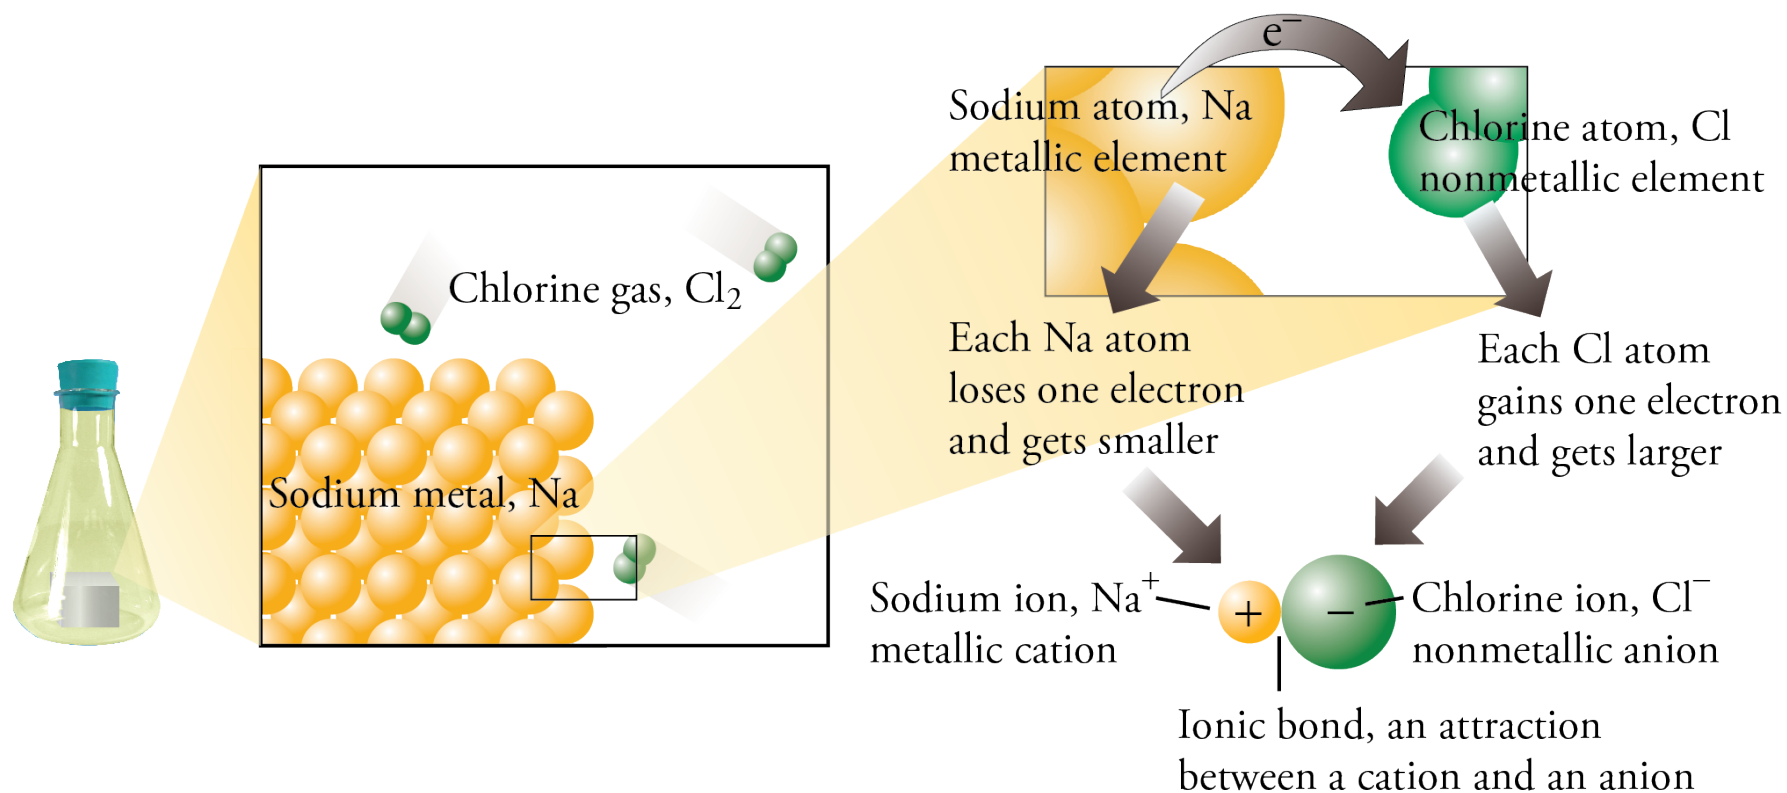 e⁻
Sodium atom, Na
metallic element
Chlorine atom, Cl
nonmetallic element
Chlorine gas, Cl₂
Sodium metal, Na
Each Na atom
loses one electron
and gets smaller
Each Cl atom
gains one electron
and gets larger
Sodium ion, Na⁺
metallic cation
+
−
Chlorine ion, Cl⁻
nonmetallic anion
Ionic bond, an attraction
between a cation and an anion